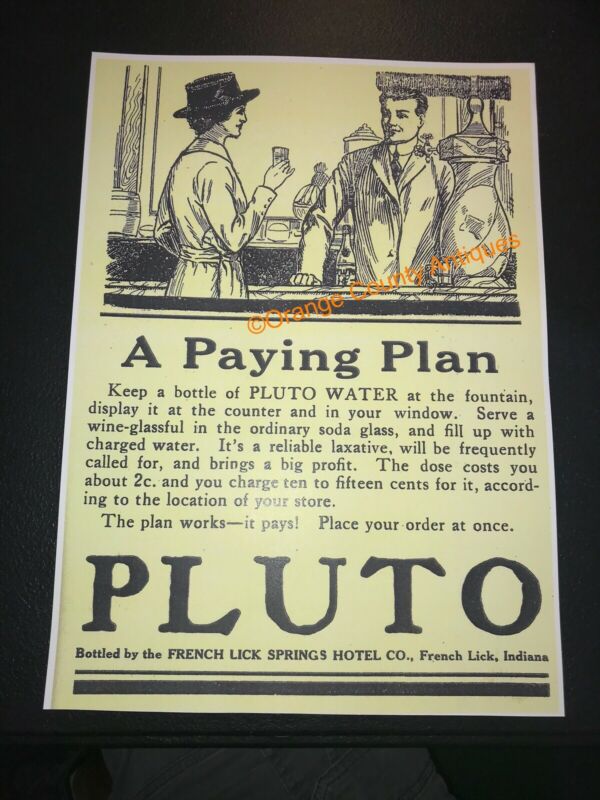 ©Orange County Antiques
A Paying Plan
Keep a bottle of PLUTO WATER at the fountain,
display it at the counter and in your window. Serve a
wine-glassful in the ordinary soda glass, and fill up with
charged water. It's a reliable laxative, will be frequently
called for, and brings a big profit. The dose costs you
about 2c. and you charge ten to fifteen cents for it, accord-
ing to the location of your store.
The plan works—it pays! Place your order at once.
PLUTO
Bottled by the FRENCH LICK SPRINGS HOTEL CO., French Lick, Indiana